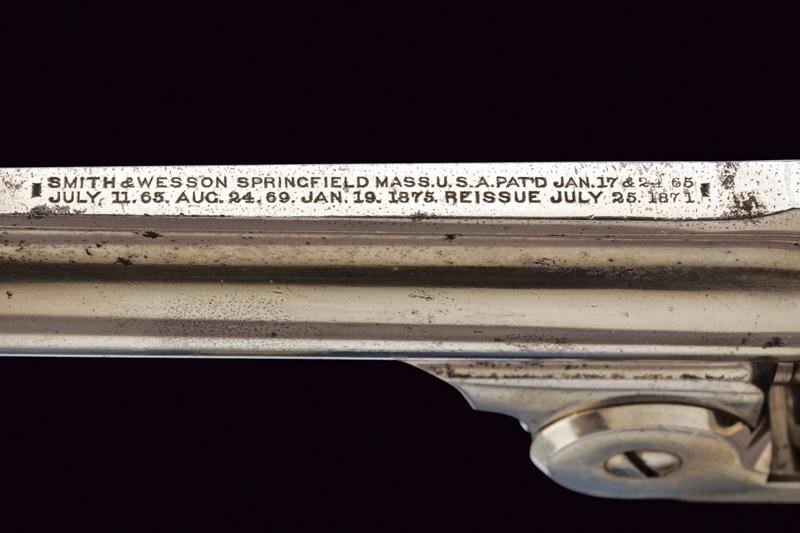 SMITH & WESSON SPRINGFIELD MASS. U.S.A. PAT'D JAN. 17 & 24 65
JULY, 11. 65. AUG. 24. 69. JAN. 19. 1875. REISSUE JULY 25. 1871.